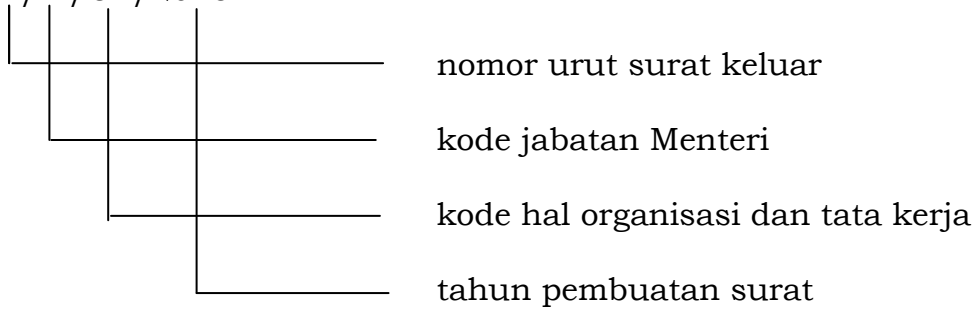 nomor urut surat keluar
kode jabatan Menteri
kode hal organisasi dan tata kerja
tahun pembuatan surat